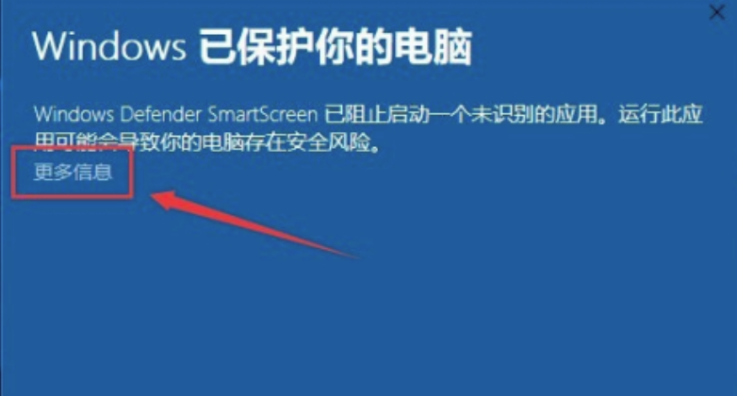 Windows 已保护你的电脑
Windows Defender SmartScreen 已阻止启动一个未识别的应用。运行此应
用可能会导致你的电脑存在安全风险。
更多信息